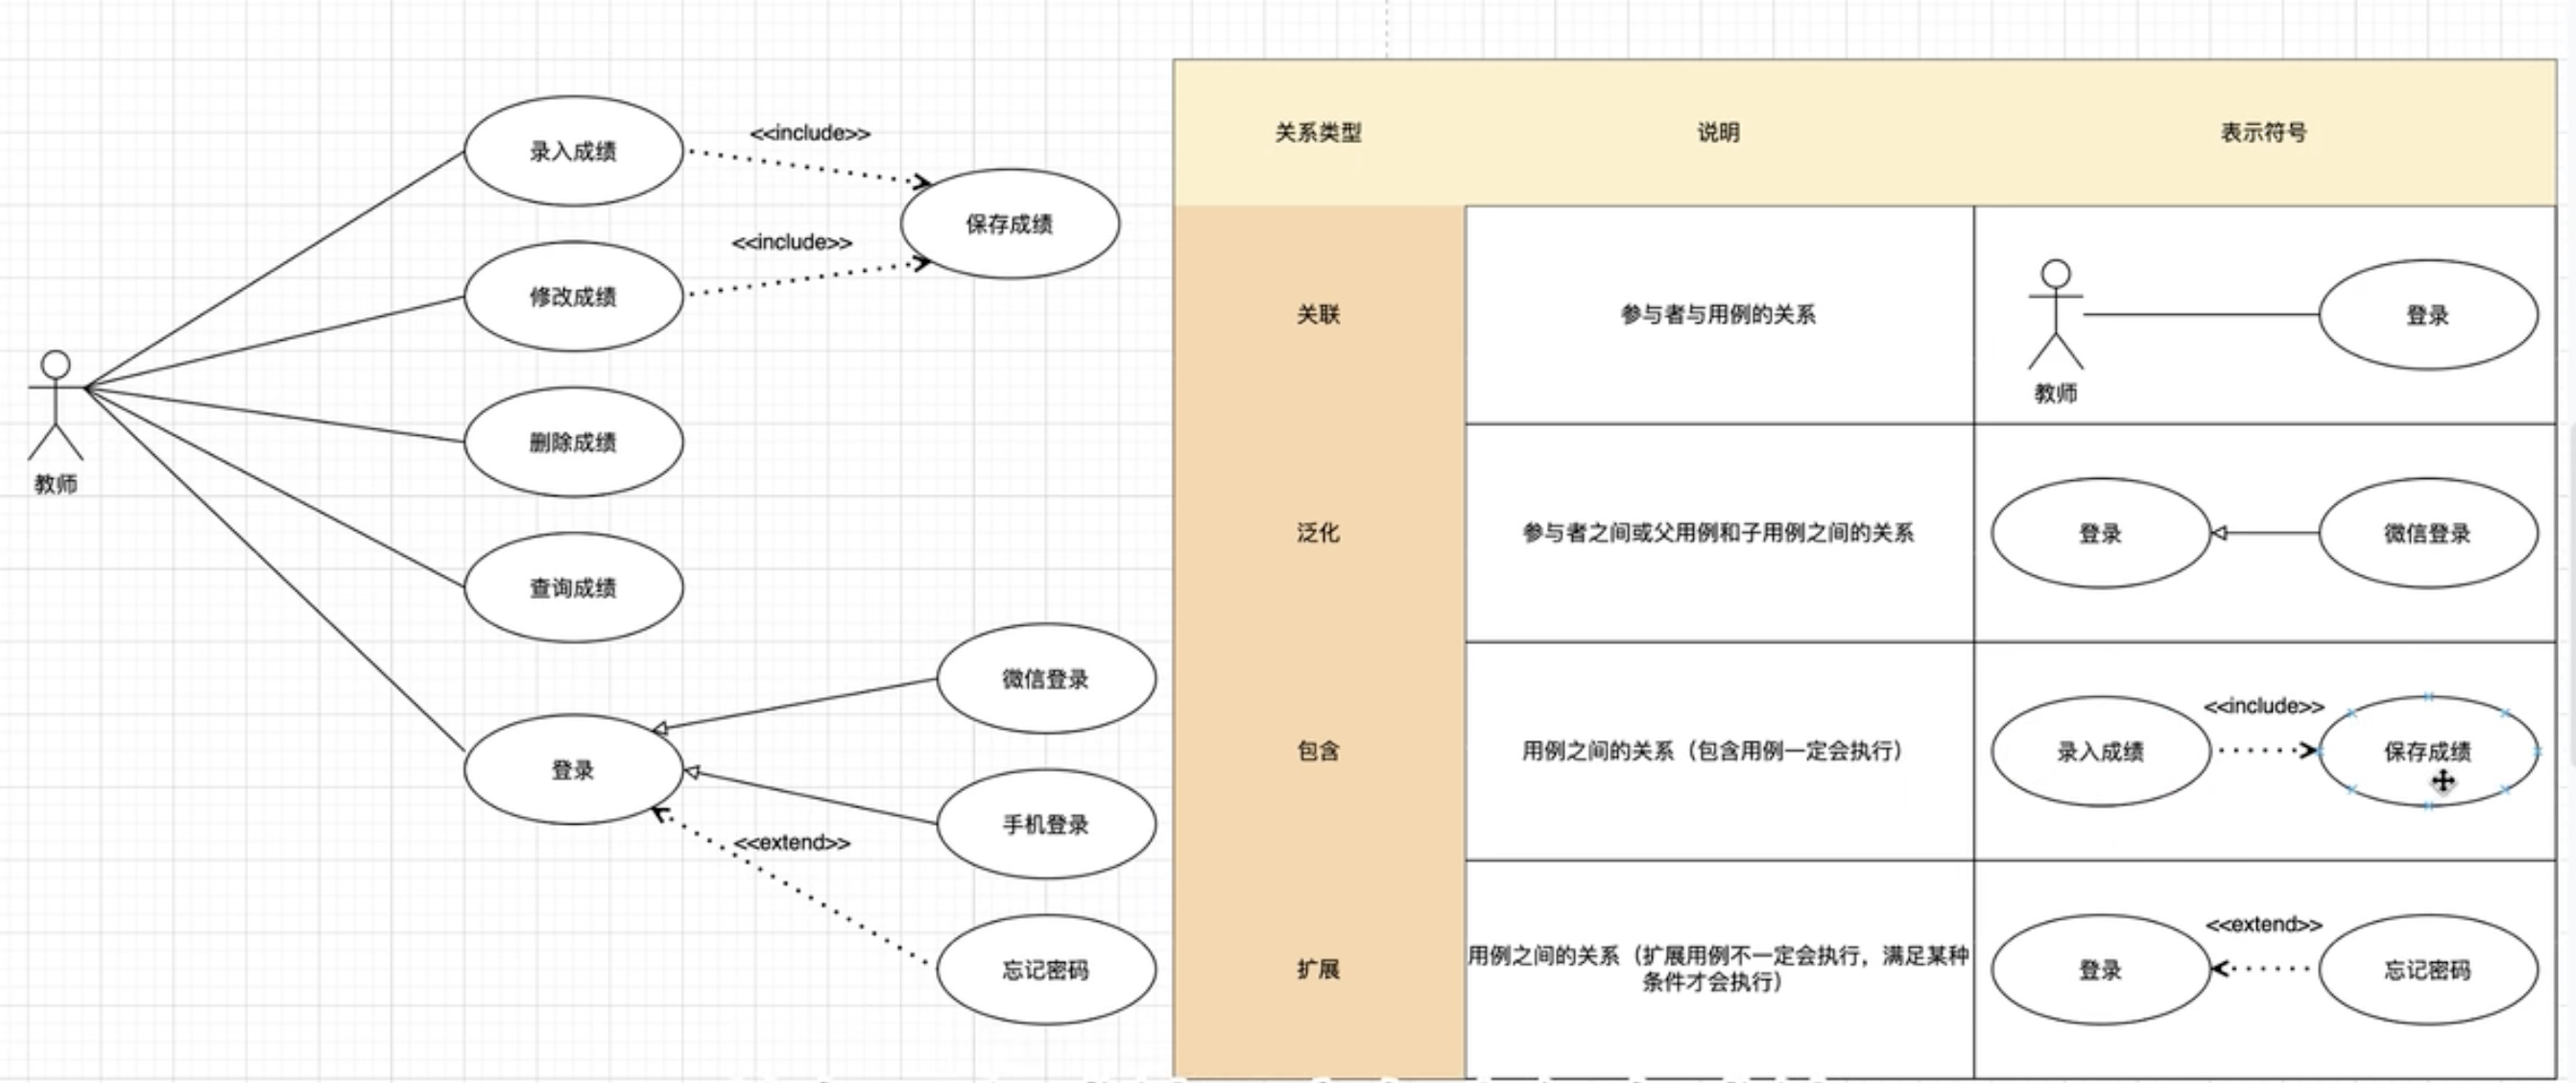 录入成绩
<<include>>
保存成绩
<<include>>
修改成绩
删除成绩
教师
查询成绩
微信登录
登录
手机登录
<<extend>>
忘记密码
关系类型 说明 表示符号
关联 参与者与用例的关系 登录
教师
泛化 参与者之间或父用例和子用例之间的关系 登录 微信登录
<<include>>
包含 用例之间的关系（包含用例一定会执行） 录入成绩 保存成绩
<<extend>>
扩展 用例之间的关系（扩展用例不一定会执行，满足某种 登录 忘记密码
条件才会执行）